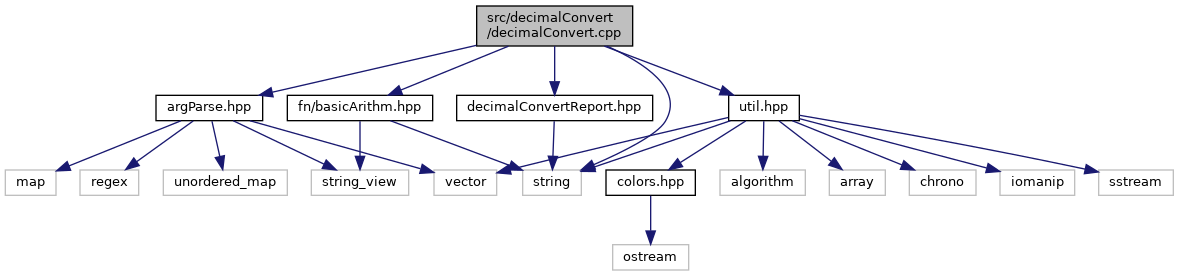 src/decimalConvert
/decimalConvert.cpp
argParse.hpp
fn/basicArithm.hpp
decimalConvertReport.hpp
util.hpp
map
regex
unordered_map
string_view
vector
string
colors.hpp
algorithm
array
chrono
iomanip
sstream
ostream